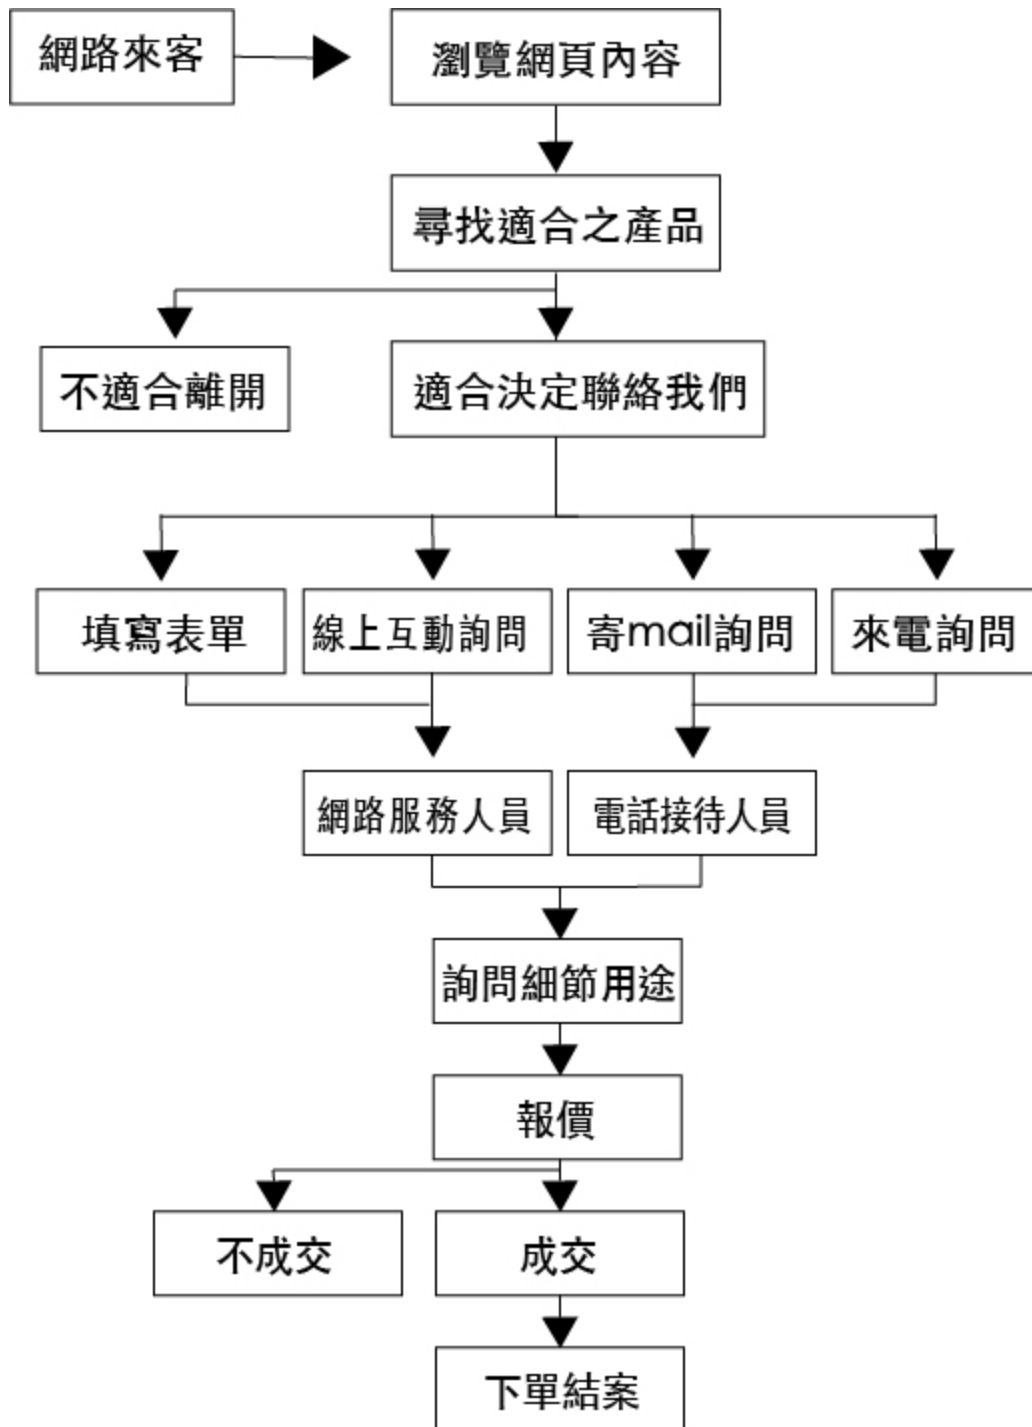 網路來客
瀏覽網頁內容
尋找適合之產品
不適合離開
適合決定聯絡我們
填寫表單
線上互動詢問
寄mail詢問
來電詢問
網路服務人員
電話接待人員
詢問細節用途
報價
不成交
成交
下單結案